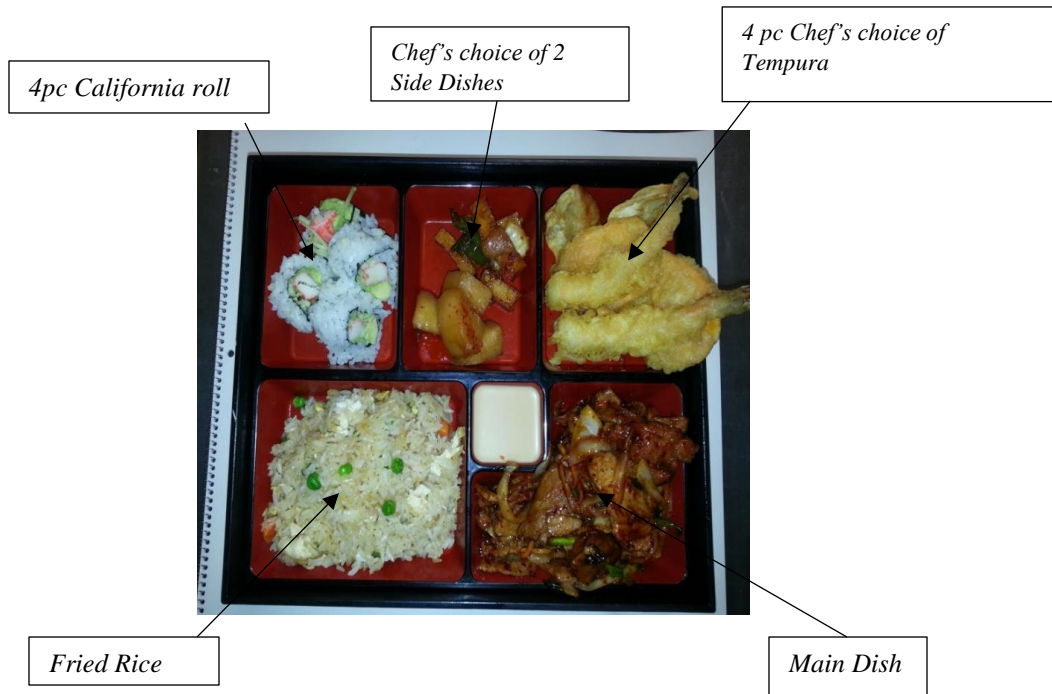 4pc California roll
Chef's choice of 2
Side Dishes
4 pc Chef's choice of
Tempura
Fried Rice
Main Dish